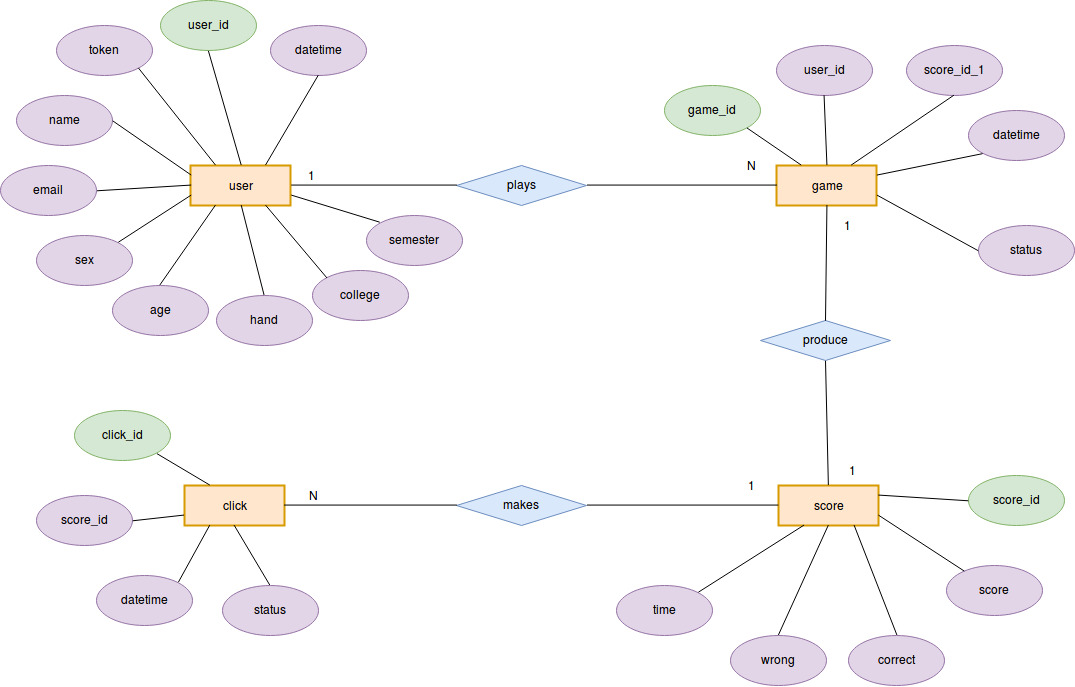 user_id
token
datetime
name
email
sex
age
hand
college
semester
user
1
plays
N
game_id
user_id
score_id_1
datetime
status
game
1
produce
1
click_id
score_id
datetime
status
click
N
makes
1
score
score_id
score
correct
wrong
time